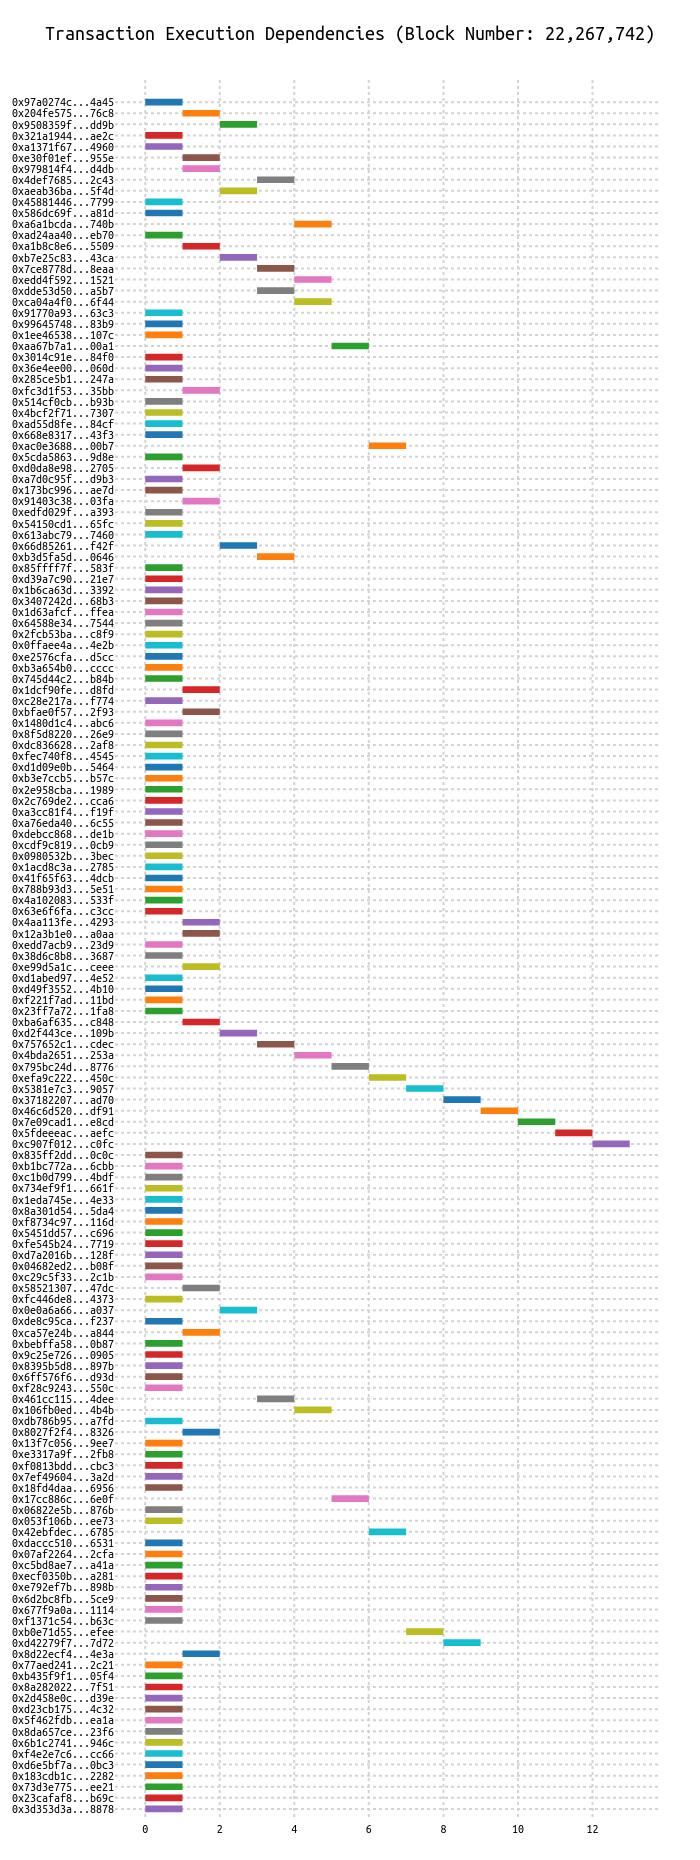 Transaction Execution Dependencies (Block Number: 22,267,742)
0x97a0274c...4a45
0x204fe575...76c8
0x9508359f...dd9b
0x321a1944...ae2c
0xa1371f67...4960
0xe30f01ef...955e
0x979814f4...d4db
0x4def7685...2c43
0xaeab36ba...5f4d
0x45881446...7799
0x586dc69f...a81d
0xa6a1bcda...740b
0xad24aa40...eb70
0xa1b8c8e6...5509
0xb7e25c83...43ca
0x7ce8778d...8eaa
0xedd4f592...1521
0xdde53d50...a5b7
0xca04a4f0...6f44
0x91770a93...63c3
0x99645748...83b9
0x1ee46538...107c
0xaa67b7a1...00a1
0x3014c91e...84f0
0x36e4ee00...060d
0x285ce5b1...247a
0xfc3d1f53...35bb
0x514cf0cb...b93b
0x4bcf2f71...7307
0xad55d8fe...84cf
0x668e8317...43f3
0xac0e3688...00b7
0x5cda5863...9d8e
0xd0da8e98...2705
0xa7d0c95f...d9b3
0x173bc996...ae7d
0x91403c38...03fa
0xedfd029f...a393
0x54150cd1...65fc
0x613abc79...7460
0x66d85261...f42f
0xb3d5fa5d...0646
0x85ffff7f...583f
0xd39a7c90...21e7
0x1b6ca63d...3392
0x3407242d...68b3
0x1d63afcf...ffea
0x64588e34...7544
0x2fcb53ba...c8f9
0x0ffaee4a...4e2b
0xe2576cfa...d5cc
0xb3a654b0...cccc
0x745d44c2...b84b
0x1dcf90fe...d8fd
0xc28e217a...f774
0xbfae0f57...2f93
0x1480d1c4...abc6
0x8f5d8220...26e9
0xdc836628...2af8
0xfec740f8...4545
0xd1d09e0b...5464
0xb3e7ccb5...b57c
0x2e958cba...1989
0x2c769de2...cca6
0xa3cc81f4...f19f
0xa76eda40...6c55
0xdebcc868...de1b
0xcdf9c819...0cb9
0x0980532b...3bec
0x1acd8c3a...2785
0x41f65f63...4dcb
0x788b93d3...5e51
0x4a102083...533f
0x63e6f6fa...c3cc
0x4aa113fe...4293
0x12a3b1e0...a0aa
0xedd7acb9...23d9
0x38d6c8b8...3687
0xe99d5a1c...ceee
0xd1abed97...4e52
0xd49f3552...4b10
0xf221f7ad...11bd
0x23ff7a72...1fa8
0xba6af635...c848
0xd2f443ce...109b
0x757652c1...cdec
0x4bda2651...253a
0x795bc24d...8776
0xefa9c222...450c
0x5381e7c3...9057
0x37182207...ad70
0x46c6d520...df91
0x7e09cad1...e8cd
0x5fdeeeac...aefc
0xc907f012...c0fc
0x835ff2dd...0c0c
0xb1bc772a...6cbb
0xc1b0d799...4bdf
0x734ef9f1...661f
0x1eda745e...4e33
0x8a301d54...5da4
0xf8734c97...116d
0x5451dd57...c696
0xfe545b24...7719
0xd7a2016b...128f
0x04682ed2...b08f
0xc29c5f33...2c1b
0x58521307...47dc
0xfc446de8...4373
0x0e0a6a66...a037
0xde8c95ca...f237
0xca57e24b...a844
0xbebffa58...0b87
0x9c25e726...0905
0x8395b5d8...897b
0x6ff576f6...d93d
0xf28c9243...550c
0x461cc115...4dee
0x106fb0ed...4b4b
0xdb786b95...a7fd
0x8027f2f4...8326
0x13f7c056...9ee7
0xe3317a9f...2fb8
0xf0813bdd...cbc3
0x7ef49604...3a2d
0x18fd4daa...6956
0x17cc886c...6e0f
0x06822e5b...876b
0x053f106b...ee73
0x42ebfdec...6785
0xdaccc510...6531
0x07af2264...2cfa
0xc5bd8ae7...a41a
0xecf0350b...a281
0xe792ef7b...898b
0x6d2bc8fb...5ce9
0x677f9a0a...1114
0xf1371c54...b63c
0xb0e71d55...efee
0xd42279f7...7d72
0x8d22ecf4...4e3a
0x77aed241...2c21
0xb435f9f1...05f4
0x8a282022...7f51
0x2d458e0c...d39e
0xd23cb175...4c32
0x5f462fdb...ea1a
0x8da657ce...23f6
0x6b1c2741...946c
0xf4e2e7c6...cc66
0xd6e5bf7a...0bc3
0x183cdb1c...2282
0x73d3e775...ee21
0x23cafaf8...b69c
0x3d353d3a...8878
0 2 4 6 8 10 12